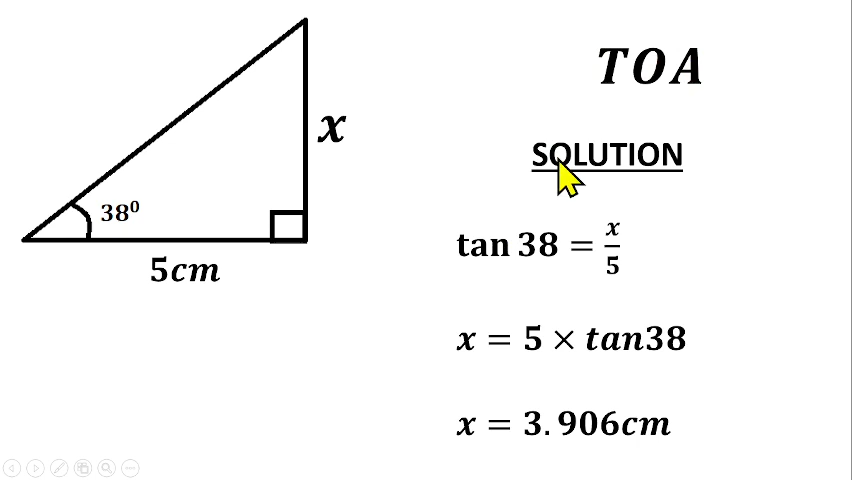 TOA
x
SOLUTION
38⁰
tan 38 = x/5
5cm
x = 5 × tan38
x = 3.906cm